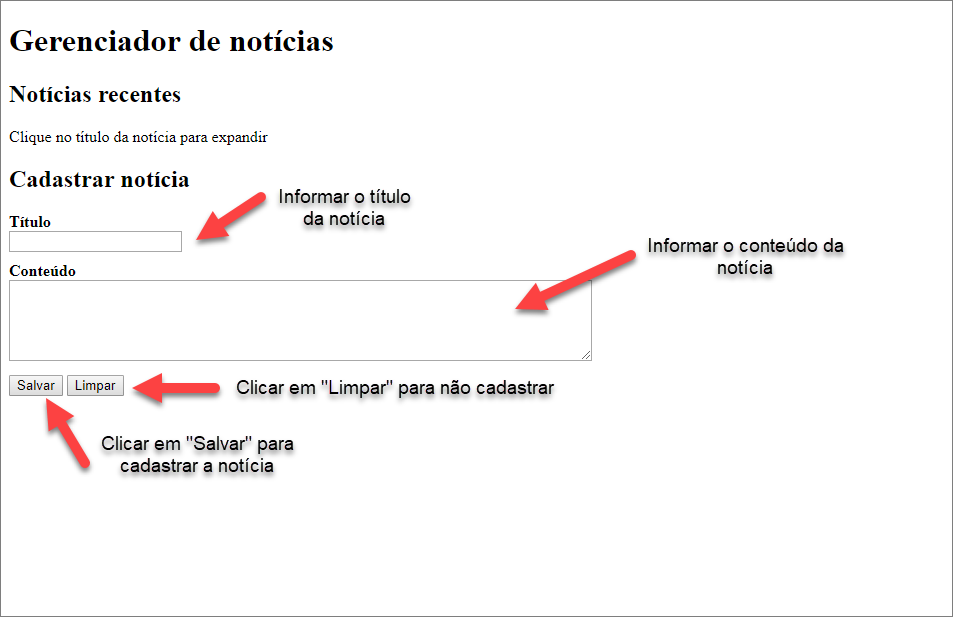 Gerenciador de notícias
Notícias recentes
Clique no título da notícia para expandir
Cadastrar notícia
Informar o título
da notícia
Título
Informar o conteúdo da
notícia
Conteúdo
Salvar
Limpar
Clicar em "Limpar" para não cadastrar
Clicar em "Salvar" para
cadastrar a notícia